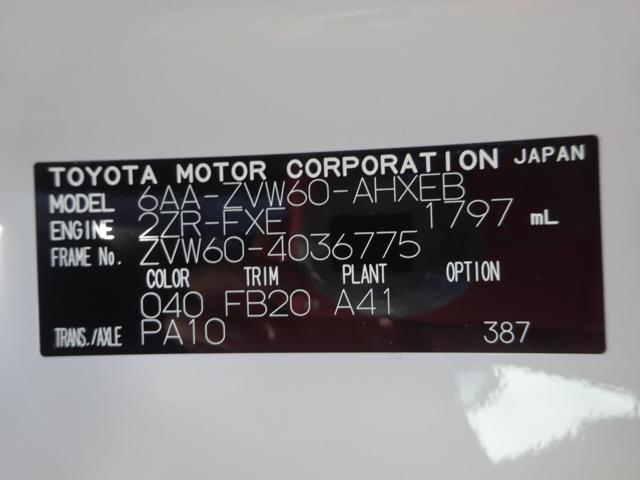 TOYOTA MOTOR CORPORATION JAPAN
MODEL 6AA-ZVW60-AHXEB
ENGINE 2ZR-FXE 1797 mL
FRAME No. ZVW60-4036775
COLOR TRIM PLANT OPTION
040 FB20 A41
TRANS./AXLE PA10 387